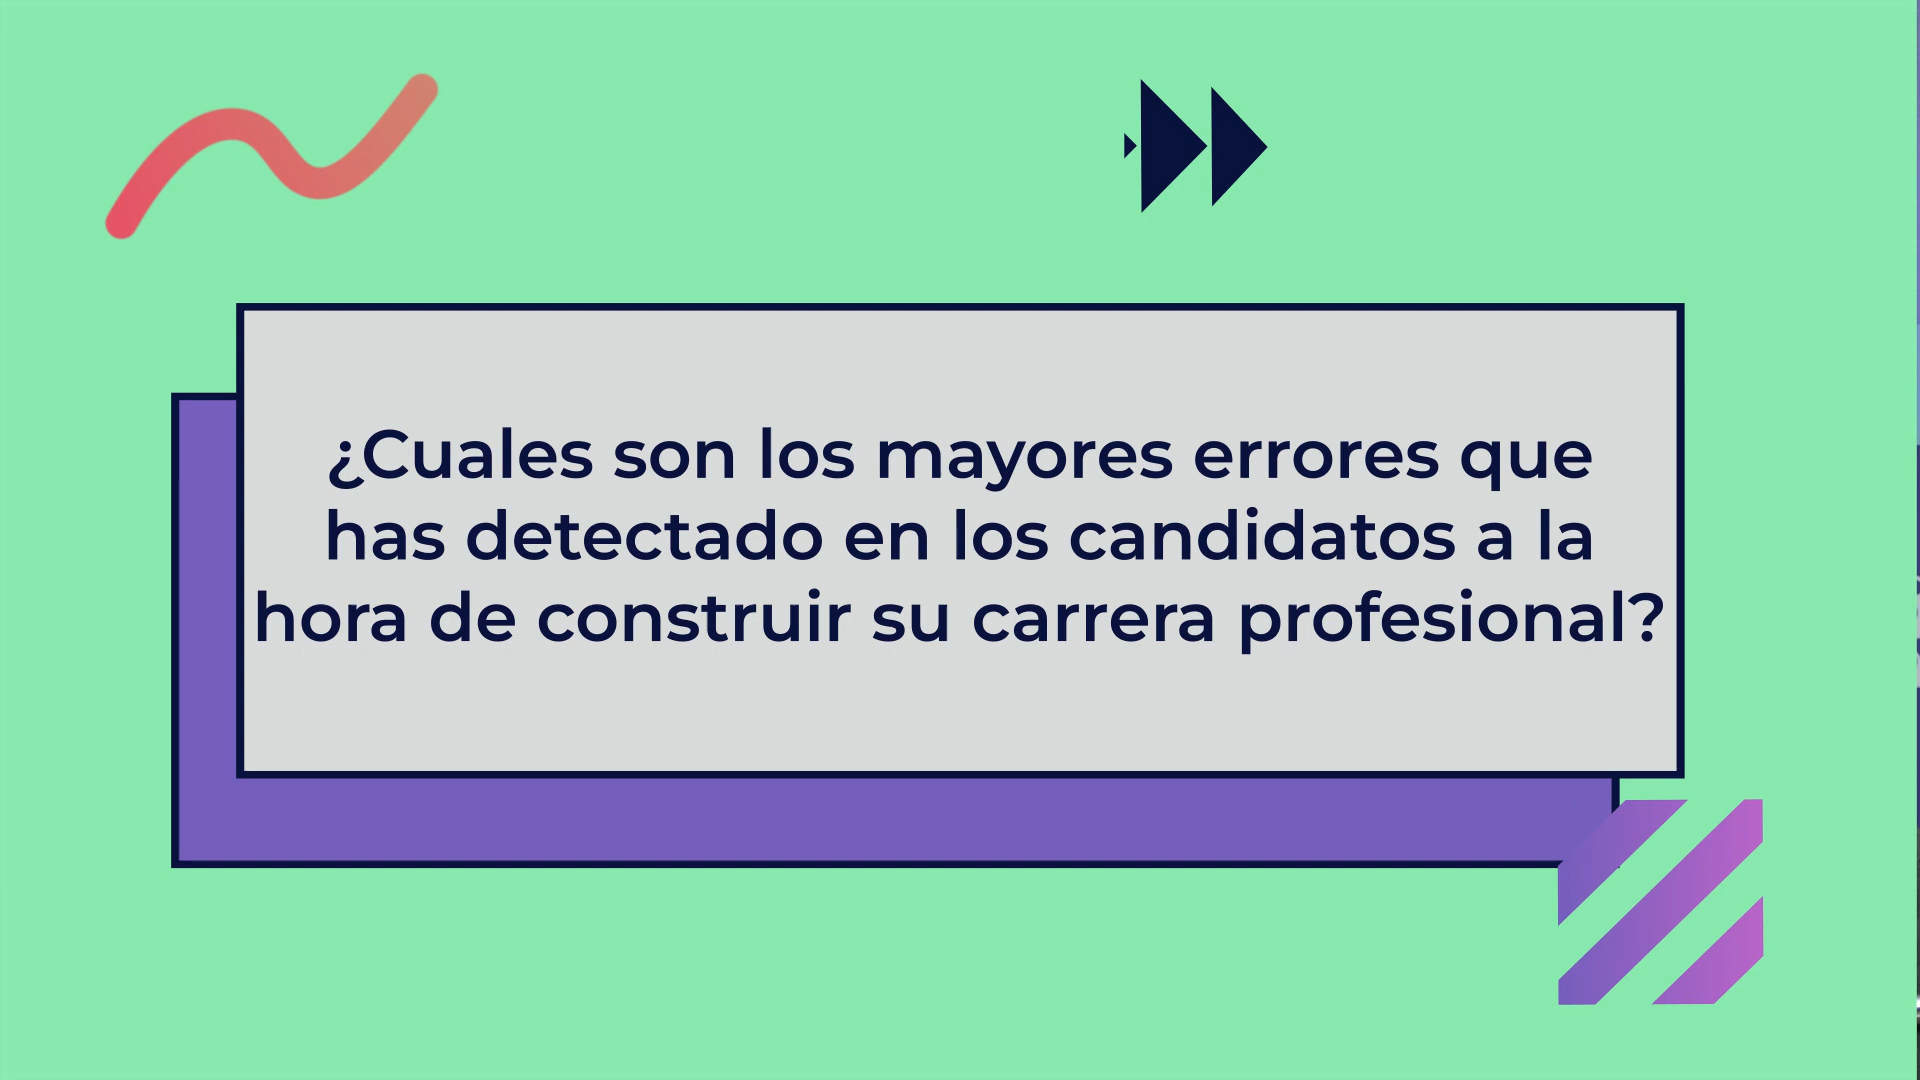 ¿Cuales son los mayores errores que
has detectado en los candidatos a la
hora de construir su carrera profesional?